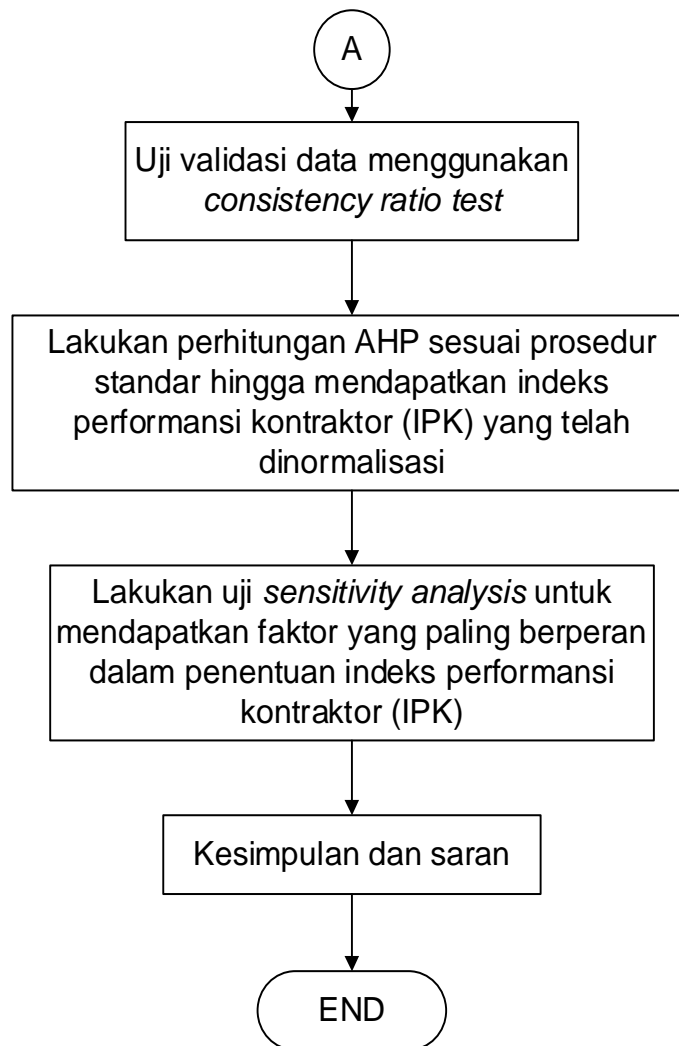 A
Uji validasi data menggunakan
consistency ratio test
Lakukan perhitungan AHP sesuai prosedur
standar hingga mendapatkan indeks
performansi kontraktor (IPK) yang telah
dinormalisasi
Lakukan uji sensitivity analysis untuk
mendapatkan faktor yang paling berperan
dalam penentuan indeks performansi
kontraktor (IPK)
Kesimpulan dan saran
END